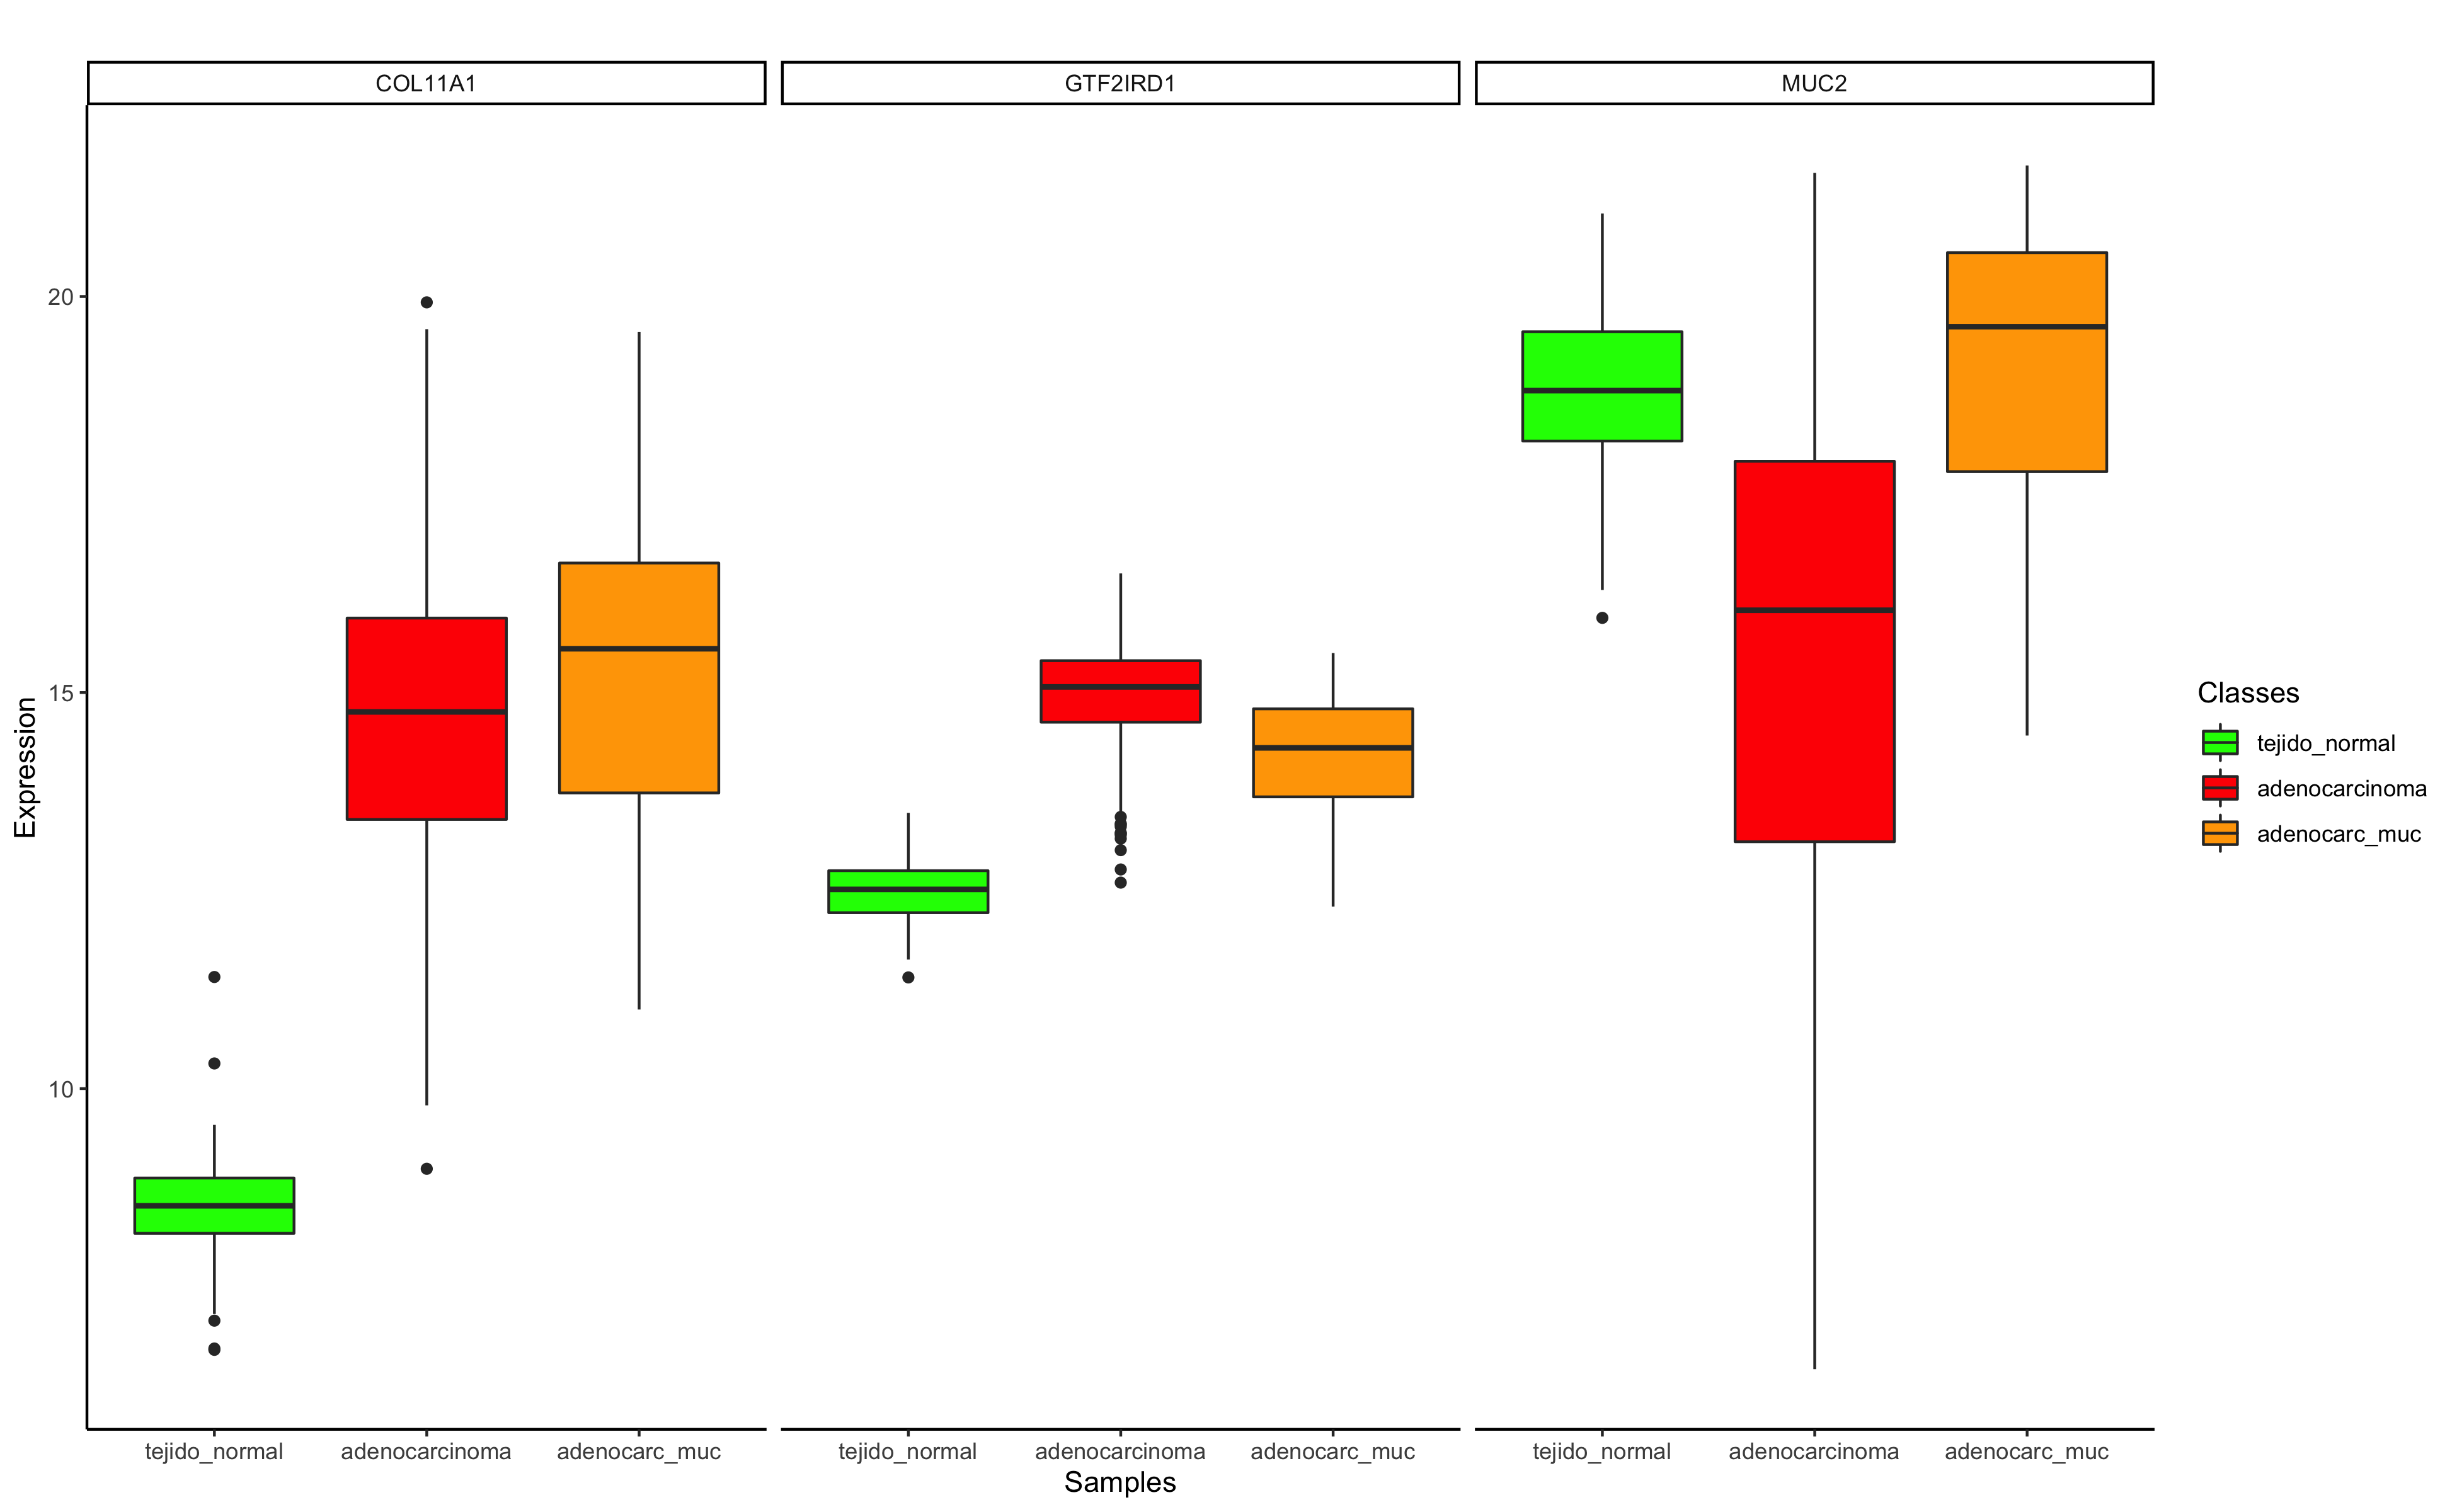 COL11A1
GTF2IRD1
MUC2
Expression
20
15
10
tejido_normal
adenocarcinoma
adenocarc_muc
tejido_normal
adenocarcinoma
adenocarc_muc
tejido_normal
adenocarcinoma
adenocarc_muc
Samples
Classes
tejido_normal
adenocarcinoma
adenocarc_muc